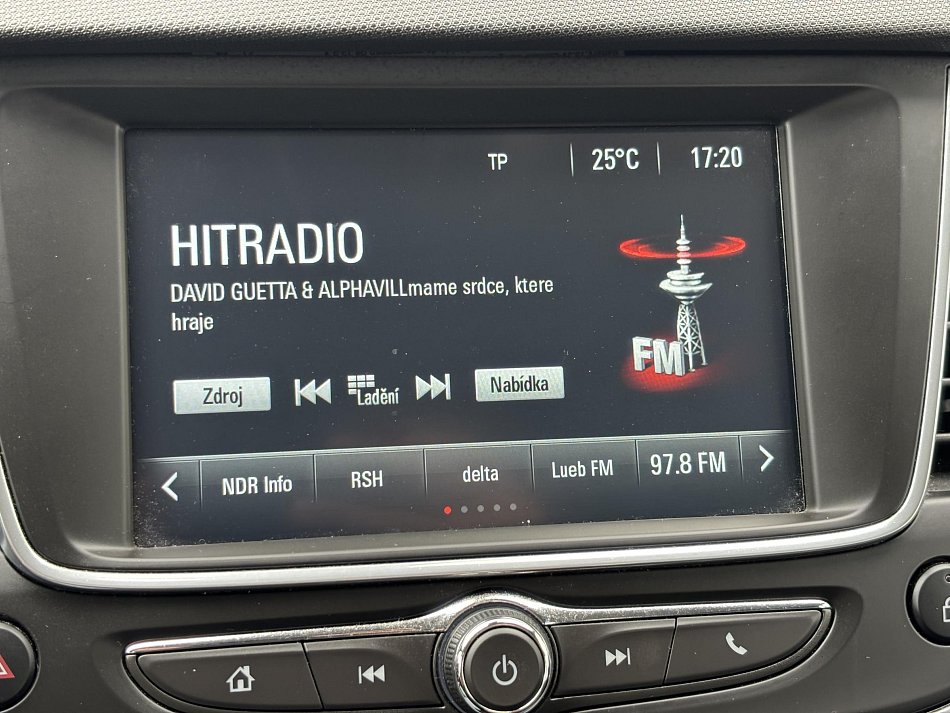 TP 25°C 17:20
HITRADIO
DAVID GUETTA & ALPHAVILLmame srdce, ktere
hraje
FM
Zdroj Ladění Nabídka
NDR Info RSH delta Lueb FM 97.8 FM